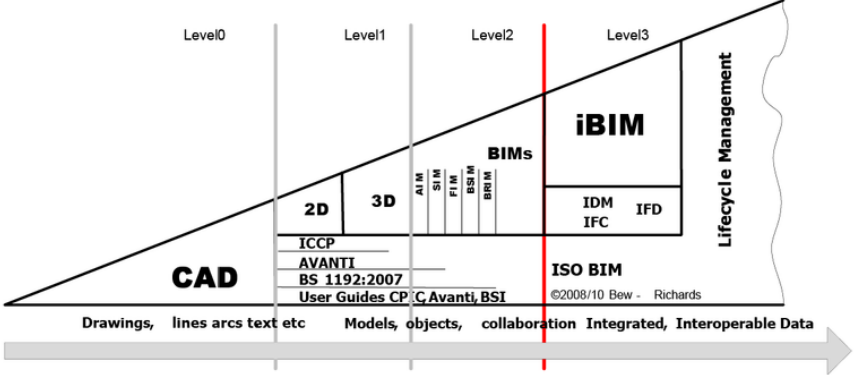 Level0 Level1 Level2 Level3
Lifecycle Management
iBIM
BIMs
2D
3D
AIM
SIM
FIM
BSIM
BRIM
IDM
IFC
IFD
ICCP
AVANTI
BS 1192:2007
User Guides CPIC, Avanti, BSI
CAD
ISO BIM
©2008/10 Bew - Richards
Drawings, lines arcs text etc Models, objects, collaboration Integrated, Interoperable Data